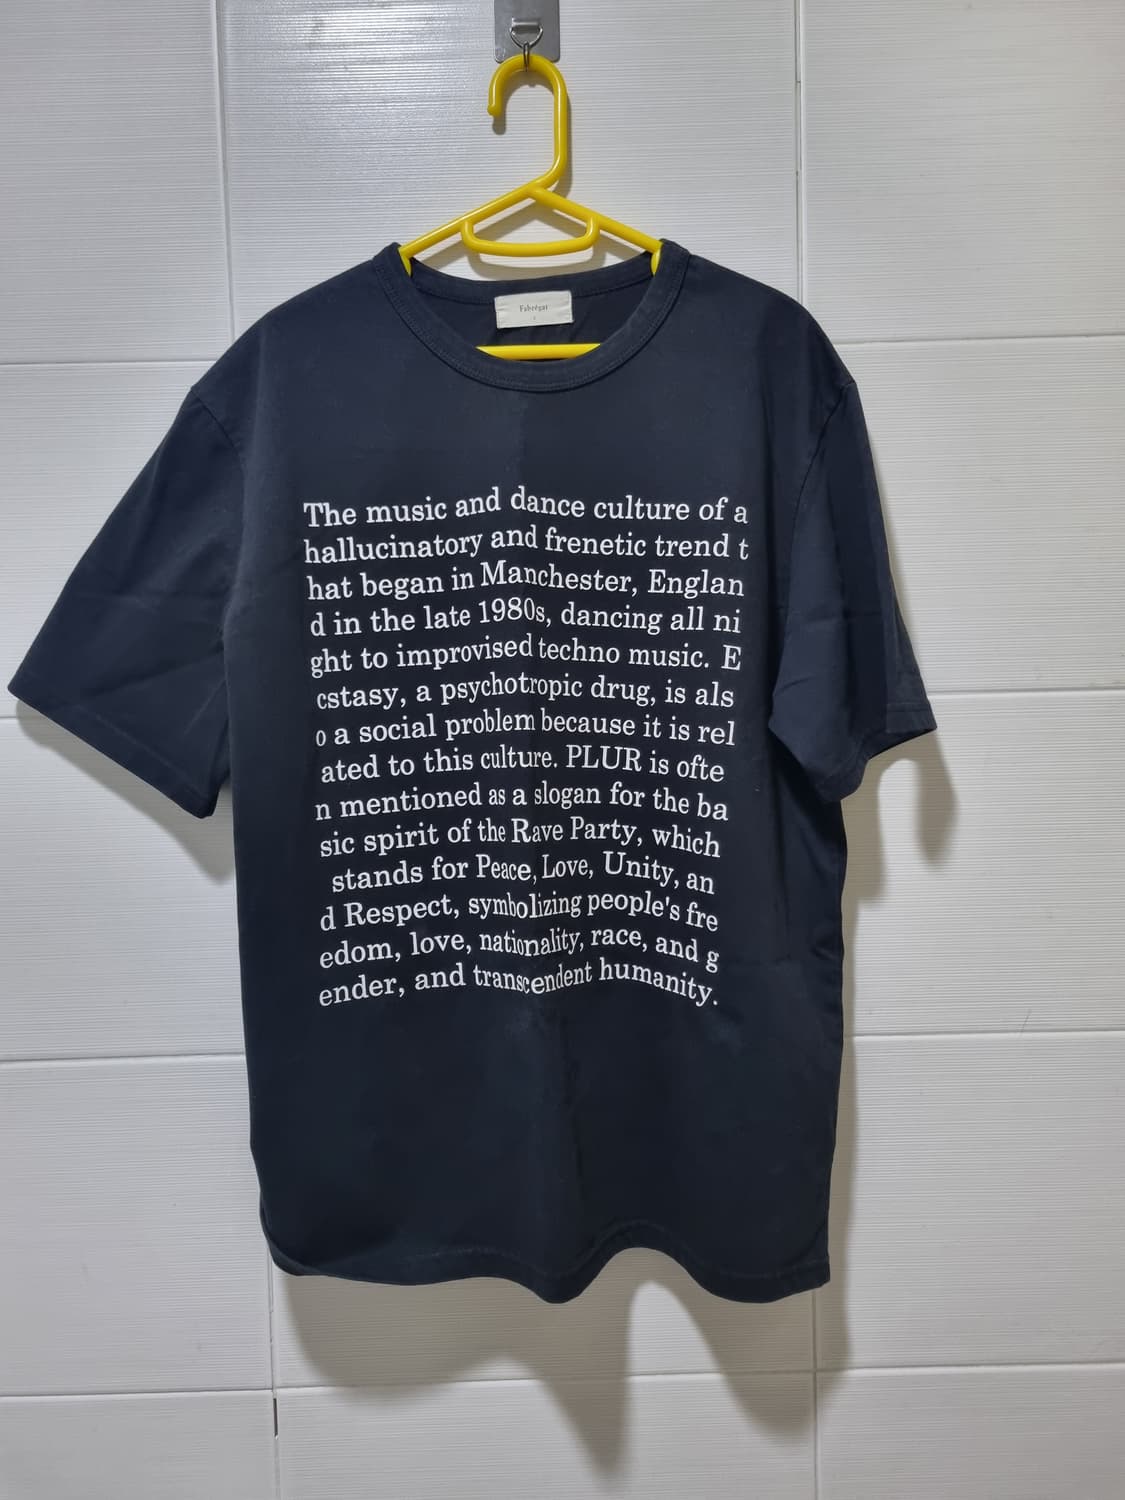 Fabrégat
The music and dance culture of a
hallucinatory and frenetic trend t
hat began in Manchester, Englan
d in the late 1980s, dancing all ni
ght to improvised techno music. E
cstasy, a psychotropic drug, is als
o a social problem because it is rel
ated to this culture. PLUR is ofte
n mentioned as a slogan for the ba
sic spirit of the Rave Party, which
stands for Peace, Love, Unity, an
d Respect, symbolizing people's fre
edom, love, nationality, race, and g
ender, and transcendent humanity.